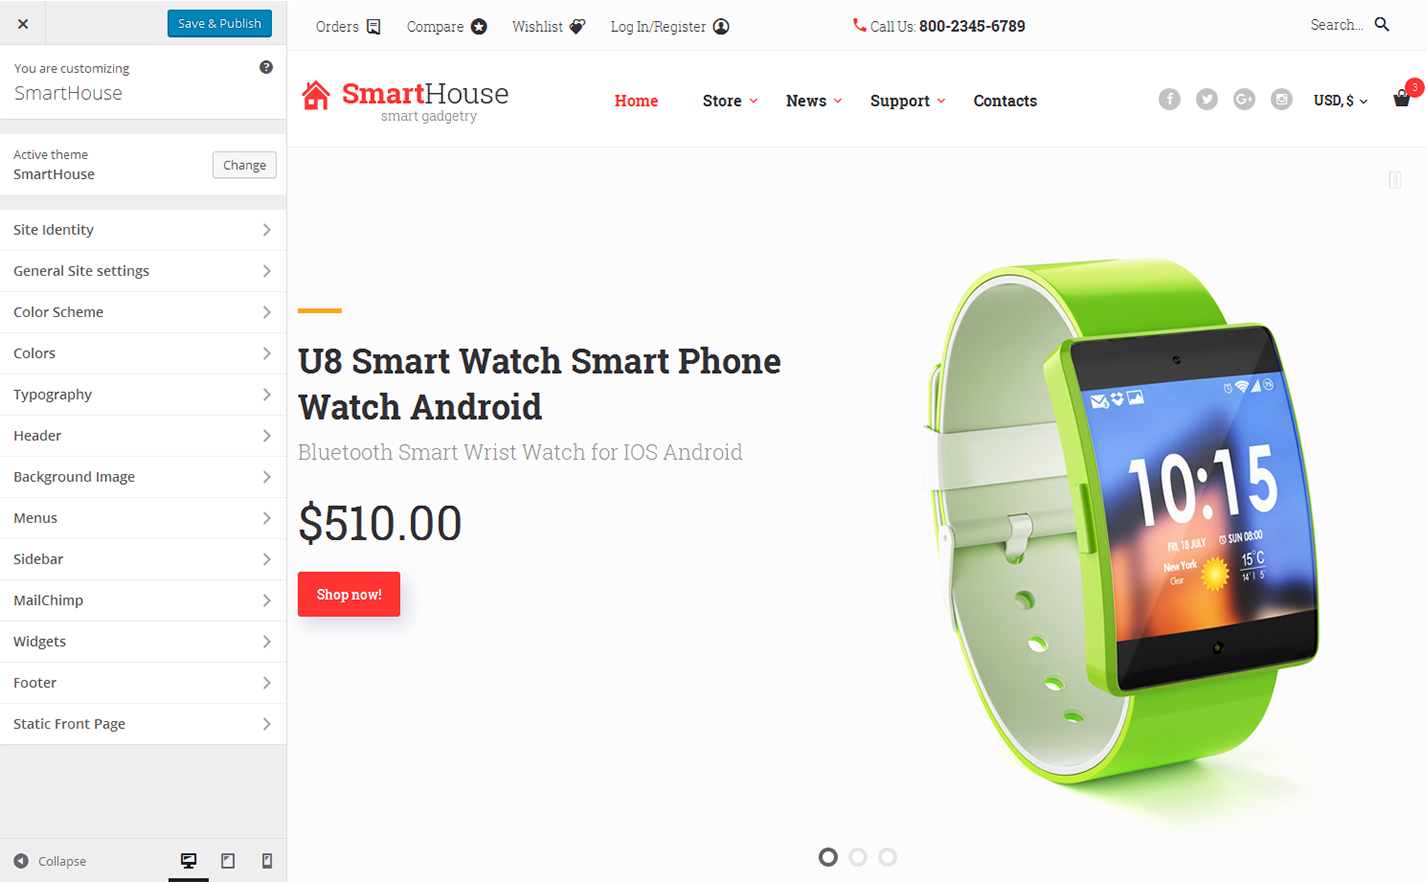 Save & Publish
You are customizing
SmartHouse
Active theme
SmartHouse
Change
Site Identity
General Site settings
Color Scheme
Colors
Typography
Header
Background Image
Menus
Sidebar
MailChimp
Widgets
Footer
Static Front Page
Collapse
Orders Compare Wishlist Log In/Register Call Us: 800-2345-6789 Search...
SmartHouse
smart gadgetry
Home Store News Support Contacts USD, $ 3
U8 Smart Watch Smart Phone
Watch Android
Bluetooth Smart Wrist Watch for IOS Android
$510.00
Shop now!
75
10:15
FRI, 18 JULY SUN 08:00
New York 15°C
Clear